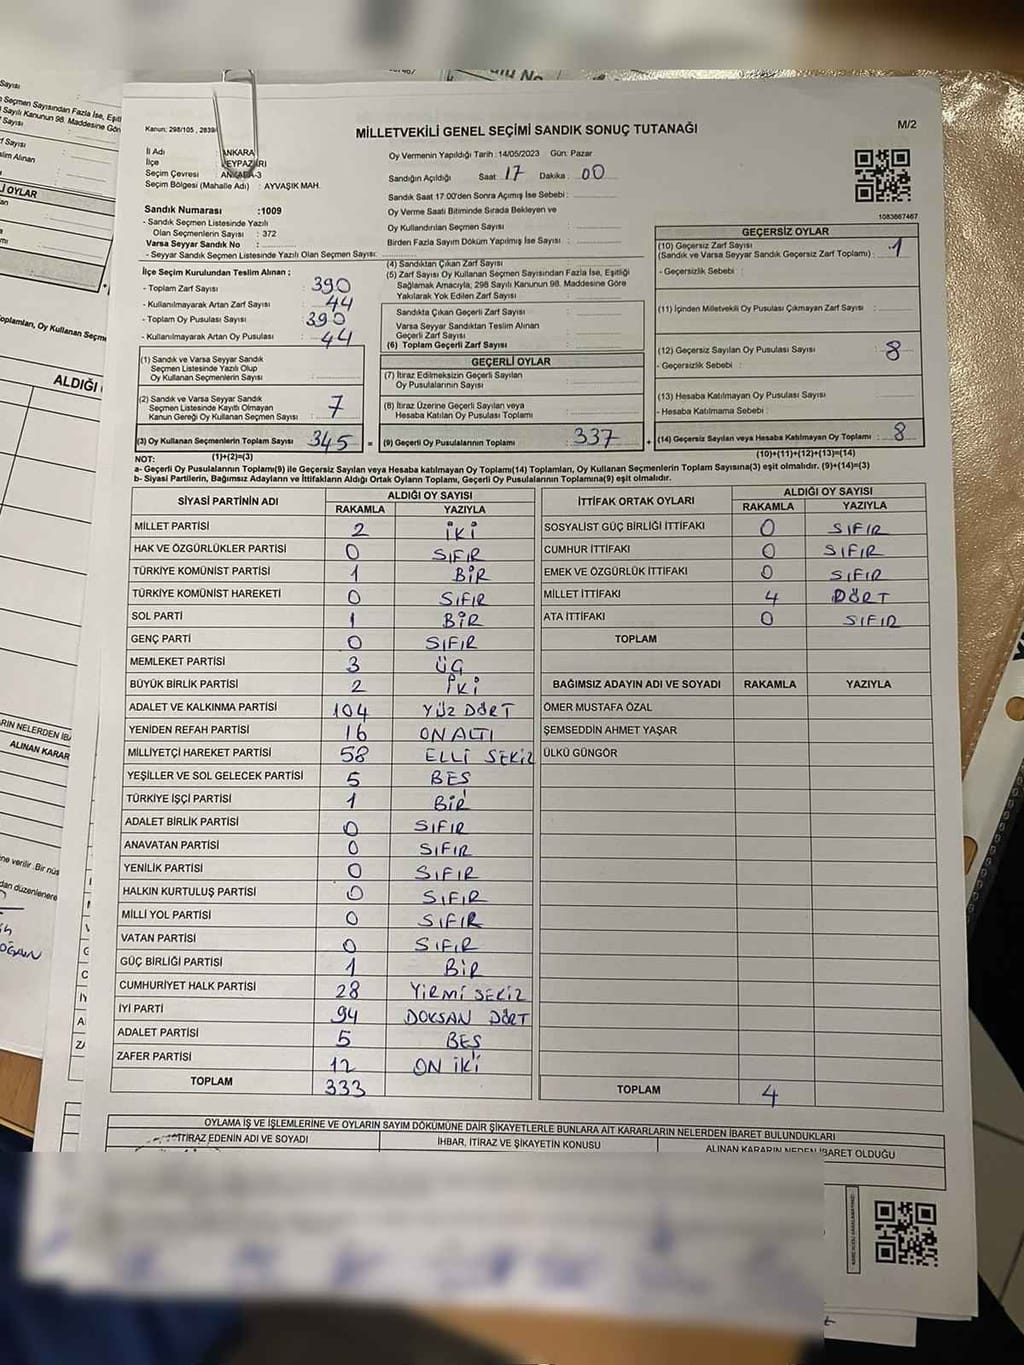 M/2
Kanun: 298/105
MİLLETVEKİLİ GENEL SEÇİMİ SANDIK SONUÇ TUTANAĞI
İl Adı : ANKARA
İlçe
Seçim Çevresi : ANKARA-3
Seçim Bölgesi (Mahalle Adı) : AYVAŞIK MAH.
Sandık Numarası :1009
- Sandık Seçmen Listesinde Yazılı
Olan Seçmenlerin Sayısı : 372
Varsa Seyyar Sandık No :
- Seyyar Sandık Seçmen Listesinde Yazılı Olan Seçmen Sayısı:
Oy Vermenin Yapıldığı Tarih :14/05/2023 Gün: Pazar
Sandığın Açıldığı Saat 17 Dakika : 00
Sandık Saat 17:00'den Sonra Açılmış İse Sebebi :
Oy Verme Saati Bitiminde Sırada Bekleyen ve
Oy Kullandırılan Seçmen Sayısı :
Birden Fazla Sayım Döküm Yapılmış İse Sayısı :
1083867467
İlçe Seçim Kurulundan Teslim Alınan ;
- Toplam Zarf Sayısı : 390
- Kullanılmayarak Artan Zarf Sayısı : 44
- Toplam Oy Pusulası Sayısı : 390
- Kullanılmayarak Artan Oy Pusulası : 44
(1) Sandık ve Varsa Seyyar Sandık
Seçmen Listesinde Yazılı Olup
Oy Kullanan Seçmenlerin Sayısı :
(2) Sandık ve Varsa Seyyar Sandık
Seçmen Listesinde Kayıtlı Olmayan
Kanun Gereği Oy Kullanan Seçmen Sayısı : 7
(3) Oy Kullanan Seçmenlerin Toplam Sayısı : 345 =
(4) Sandıktan Çıkan Zarf Sayısı :
(5) Zarf Sayısı Oy Kullanan Seçmen Sayısından Fazla İse, Eşitliği
Sağlamak Amacıyla, 298 Sayılı Kanunun 98. Maddesine Göre
Yakılarak Yok Edilen Zarf Sayısı :
Sandıkta Çıkan Geçerli Zarf Sayısı :
Varsa Seyyar Sandıktan Teslim Alınan
Geçerli Zarf Sayısı :
(6) Toplam Geçerli Zarf Sayısı :
GEÇERLİ OYLAR
(7) İtiraz Edilmeksizin Geçerli Sayılan
Oy Pusulalarının Sayısı :
(8) İtiraz Üzerine Geçerli Sayılan veya
Hesaba Katılan Oy Pusulaları Toplamı :
(9) Geçerli Oy Pusulalarının Toplamı : 337 +
GEÇERSİZ OYLAR
(10) Geçersiz Zarf Sayısı
(Sandık ve Varsa Seyyar Sandık Geçersiz Zarf Toplamı) : 1
- Geçersizlik Sebebi :
(11) İçinden Milletvekili Oy Pusulası Çıkmayan Zarf Sayısı :
(12) Geçersiz Sayılan Oy Pusulası Sayısı : 8
- Geçersizlik Sebebi :
(13) Hesaba Katılmayan Oy Pusulası Sayısı :
- Hesaba Katılmama Sebebi :
(14) Geçersiz Sayılan veya Hesaba Katılmayan Oy Toplamı : 8
NOT: (1)+(2)=(3) (10)+(11)+(12)+(13)=(14)
a- Geçerli Oy Pusulalarının Toplamı(9) ile Geçersiz Sayılan veya Hesaba katılmayan Oy Toplamı(14) Toplamları, Oy Kullanan Seçmenlerin Toplam Sayısına(3) eşit olmalıdır. (9)+(14)=(3)
b- Siyasi Partilerin, Bağımsız Adayların ve İttifakların Aldığı Ortak Oyların Toplamı, Geçerli Oy Pusulalarının Toplamına(9) eşit olmalıdır.
SİYASİ PARTİNİN ADI ALDIĞI OY SAYISI
RAKAMLA YAZIYLA
MİLLET PARTİSİ 2 İKİ
HAK VE ÖZGÜRLÜKLER PARTİSİ 0 SIFIR
TÜRKİYE KOMÜNİST PARTİSİ 1 BİR
TÜRKİYE KOMÜNİST HAREKETİ 0 SIFIR
SOL PARTİ 1 BİR
GENÇ PARTİ 0 SIFIR
MEMLEKET PARTİSİ 3 ÜÇ
BÜYÜK BİRLİK PARTİSİ 2 İKİ
ADALET VE KALKINMA PARTİSİ 104 YÜZ DÖRT
YENİDEN REFAH PARTİSİ 16 ON ALTI
MİLLİYETÇİ HAREKET PARTİSİ 58 ELLİ SEKİZ
YEŞİLLER VE SOL GELECEK PARTİSİ 5 BEŞ
TÜRKİYE İŞÇİ PARTİSİ 1 BİR
ADALET BİRLİK PARTİSİ 0 SIFIR
ANAVATAN PARTİSİ 0 SIFIR
YENİLİK PARTİSİ 0 SIFIR
HALKIN KURTULUŞ PARTİSİ 0 SIFIR
MİLLİ YOL PARTİSİ 0 SIFIR
VATAN PARTİSİ 0 SIFIR
GÜÇ BİRLİĞİ PARTİSİ 1 BİR
CUMHURİYET HALK PARTİSİ 28 YİRMİ SEKİZ
İYİ PARTİ 94 DOKSAN DÖRT
ADALET PARTİSİ 5 BEŞ
ZAFER PARTİSİ 12 ON İKİ
TOPLAM 333
İTTİFAK ORTAK OYLARI ALDIĞI OY SAYISI
RAKAMLA YAZIYLA
SOSYALİST GÜÇ BİRLİĞİ İTTİFAKI 0 SIFIR
CUMHUR İTTİFAKI 0 SIFIR
EMEK VE ÖZGÜRLÜK İTTİFAKI 0 SIFIR
MİLLET İTTİFAKI 4 DÖRT
ATA İTTİFAKI 0 SIFIR
TOPLAM
BAĞIMSIZ ADAYIN ADI VE SOYADI RAKAMLA YAZIYLA
ÖMER MUSTAFA ÖZAL
ŞEMSEDDİN AHMET YAŞAR
ÜLKÜ GÜNGÖR
TOPLAM 4
OYLAMA İŞ VE İŞLEMLERİNE VE OYLARIN SAYIM DÖKÜMÜNE DAİR ŞİKAYETLERLE BUNLARA AİT KARARLARIN NELERDEN İBARET BULUNDUKLARI
İTİRAZ EDENİN ADI VE SOYADI İHBAR, İTİRAZ VE ŞİKAYETİN KONUSU ALINAN KARARIN NEDEN İBARET OLDUĞU